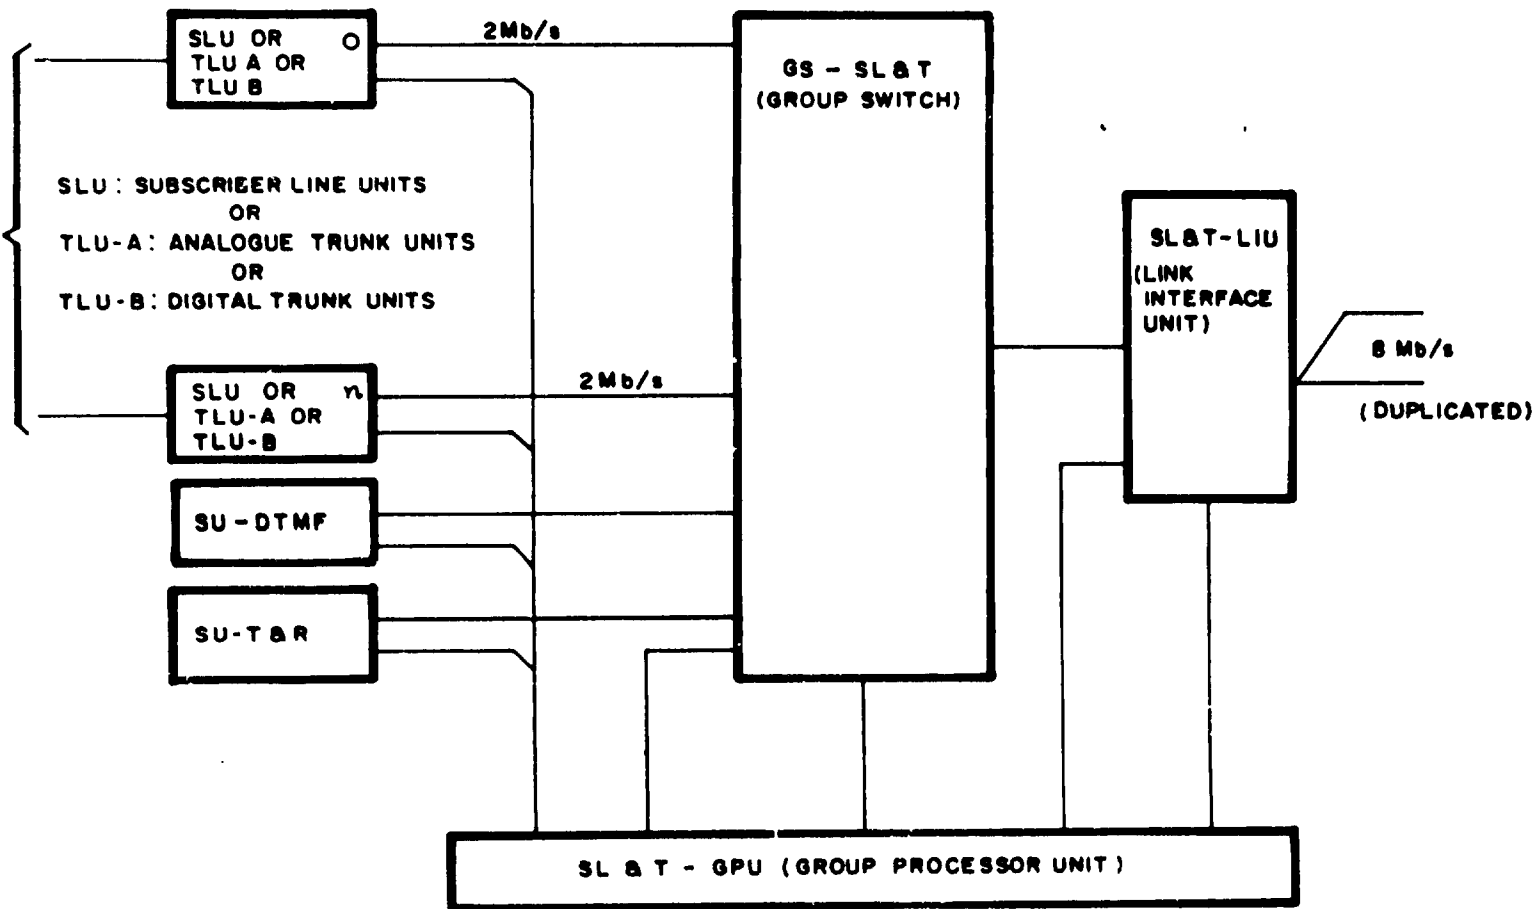 SLU OR O
TLU A OR
TLU B
2Mb/s
GS - SL & T
(GROUP SWITCH)
SLU : SUBSCRIBER LINE UNITS
OR
TLU-A : ANALOGUE TRUNK UNITS
OR
TLU-B : DIGITAL TRUNK UNITS
SL&T-LIU
(LINK
INTERFACE
UNIT)
8 Mb/s
(DUPLICATED)
SLU OR n
TLU-A OR
TLU-B
2Mb/s
SU-DTMF
SU-T&R
SL & T - GPU (GROUP PROCESSOR UNIT)